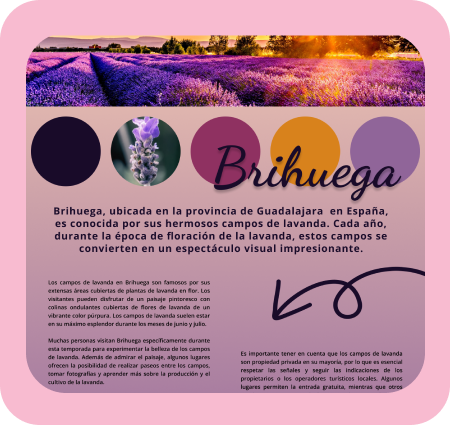 Brihuega
Brihuega, ubicada en la provincia de Guadalajara en España,
es conocida por sus hermosos campos de lavanda. Cada año,
durante la época de floración de la lavanda, estos campos se
convierten en un espectáculo visual impresionante.
Los campos de lavanda en Brihuega son famosos por sus
extensas áreas cubiertas de plantas de lavanda en flor. Los
visitantes pueden disfrutar de un paisaje pintoresco con
colinas ondulantes cubiertas de flores de lavanda de un
vibrante color púrpura. Los campos de lavanda suelen estar
en su máximo esplendor durante los meses de junio y julio.
Muchas personas visitan Brihuega específicamente durante
esta temporada para experimentar la belleza de los campos
de lavanda. Además de admirar el paisaje, algunos lugares
ofrecen la posibilidad de realizar paseos entre los campos,
tomar fotografías y aprender más sobre la producción y el
cultivo de la lavanda.
Es importante tener en cuenta que los campos de lavanda
son propiedad privada en su mayoría, por lo que es esencial
respetar las señales y seguir las indicaciones de los
propietarios o los operadores turísticos locales. Algunos
lugares permiten la entrada gratuita, mientras que otros